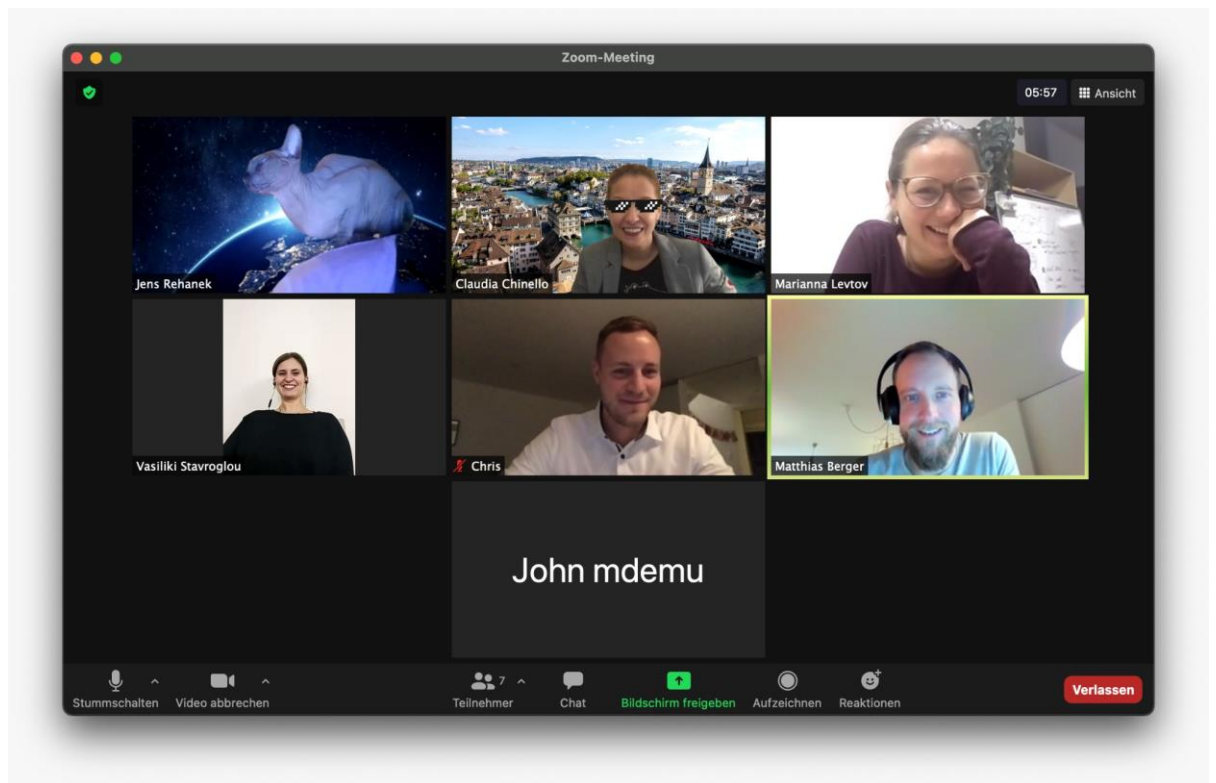 Zoom-Meeting
05:57
Ansicht
Jens Rehanek
Claudia Chinello
Marianna Levtov
Vasiliki Stavroglou
Chris
Matthias Berger
John mdemu
Stummschalten
Video abbrechen
7
Teilnehmer
Chat
Bildschirm freigeben
Aufzeichnen
Reaktionen
Verlassen